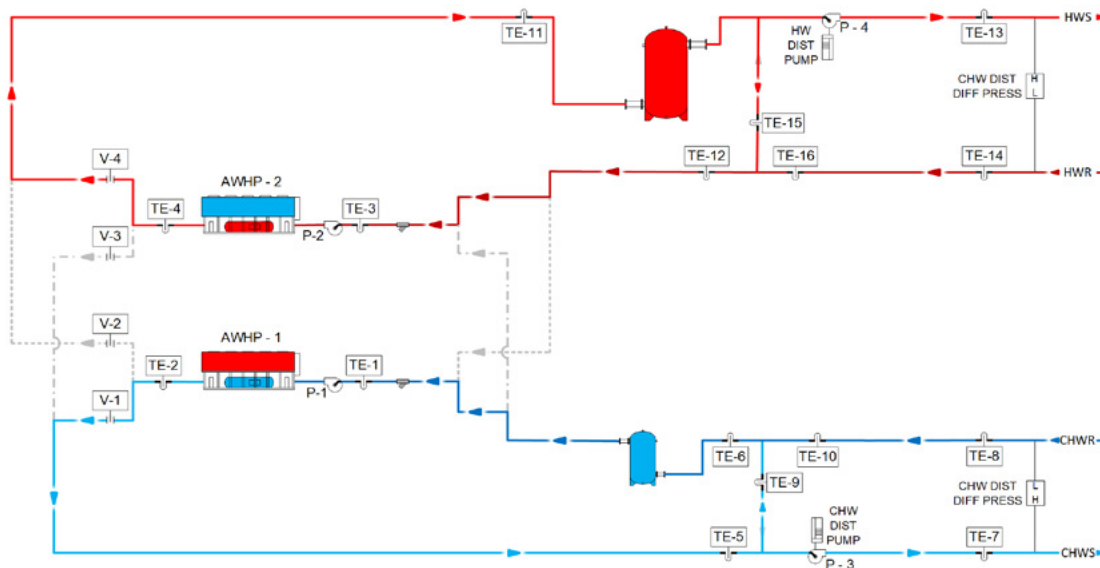 TE-11
HW
DIST
PUMP
P - 4
TE-13
HWS
CHW DIST
DIFF PRESS
H
L
TE-15
V-4
AWHP - 2
TE-12
TE-16
TE-14
HWR
TE-4
P-2
TE-3
V-3
V-2
AWHP - 1
TE-2
P-1
TE-1
V-1
TE-6
TE-10
TE-8
CHWR
TE-9
CHW DIST
DIFF PRESS
L
H
CHW
DIST
PUMP
TE-5
P - 3
TE-7
CHWS